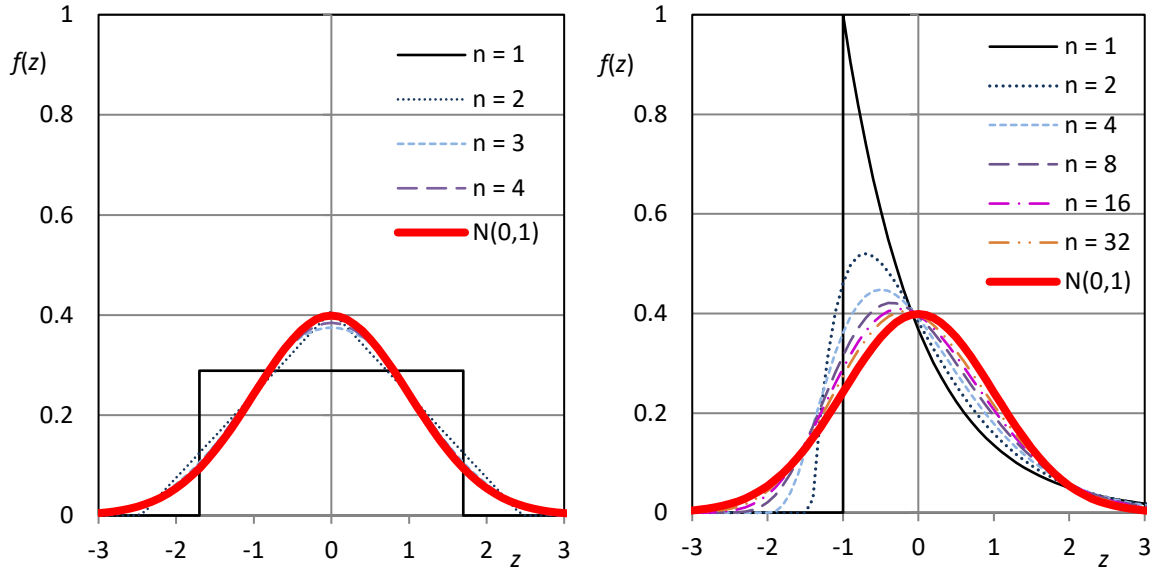 1
f(z)
0.8
0.6
0.4
0.2
0
-3 -2 -1 0 1 2 3
z
n = 1
n = 2
n = 3
n = 4
N(0,1)
1
f(z)
0.8
0.6
0.4
0.2
0
-3 -2 -1 0 1 2 3
z
n = 1
n = 2
n = 4
n = 8
n = 16
n = 32
N(0,1)